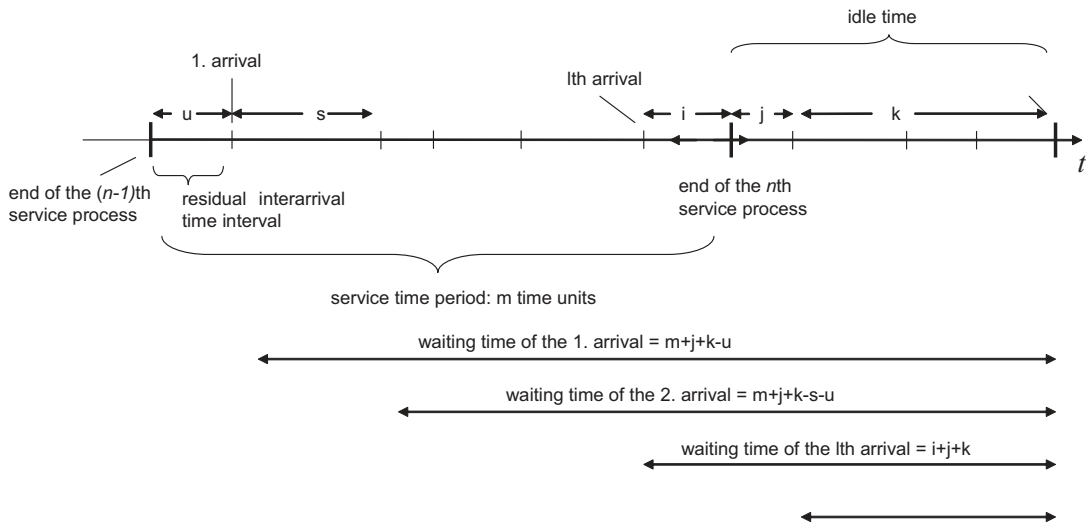 idle time
1. arrival
lth arrival
u
s
i
j
k
t
end of the (n-1)th
service process
residual interarrival
time interval
end of the nth
service process
service time period: m time units
waiting time of the 1. arrival = m+j+k-u
waiting time of the 2. arrival = m+j+k-s-u
waiting time of the lth arrival = i+j+k